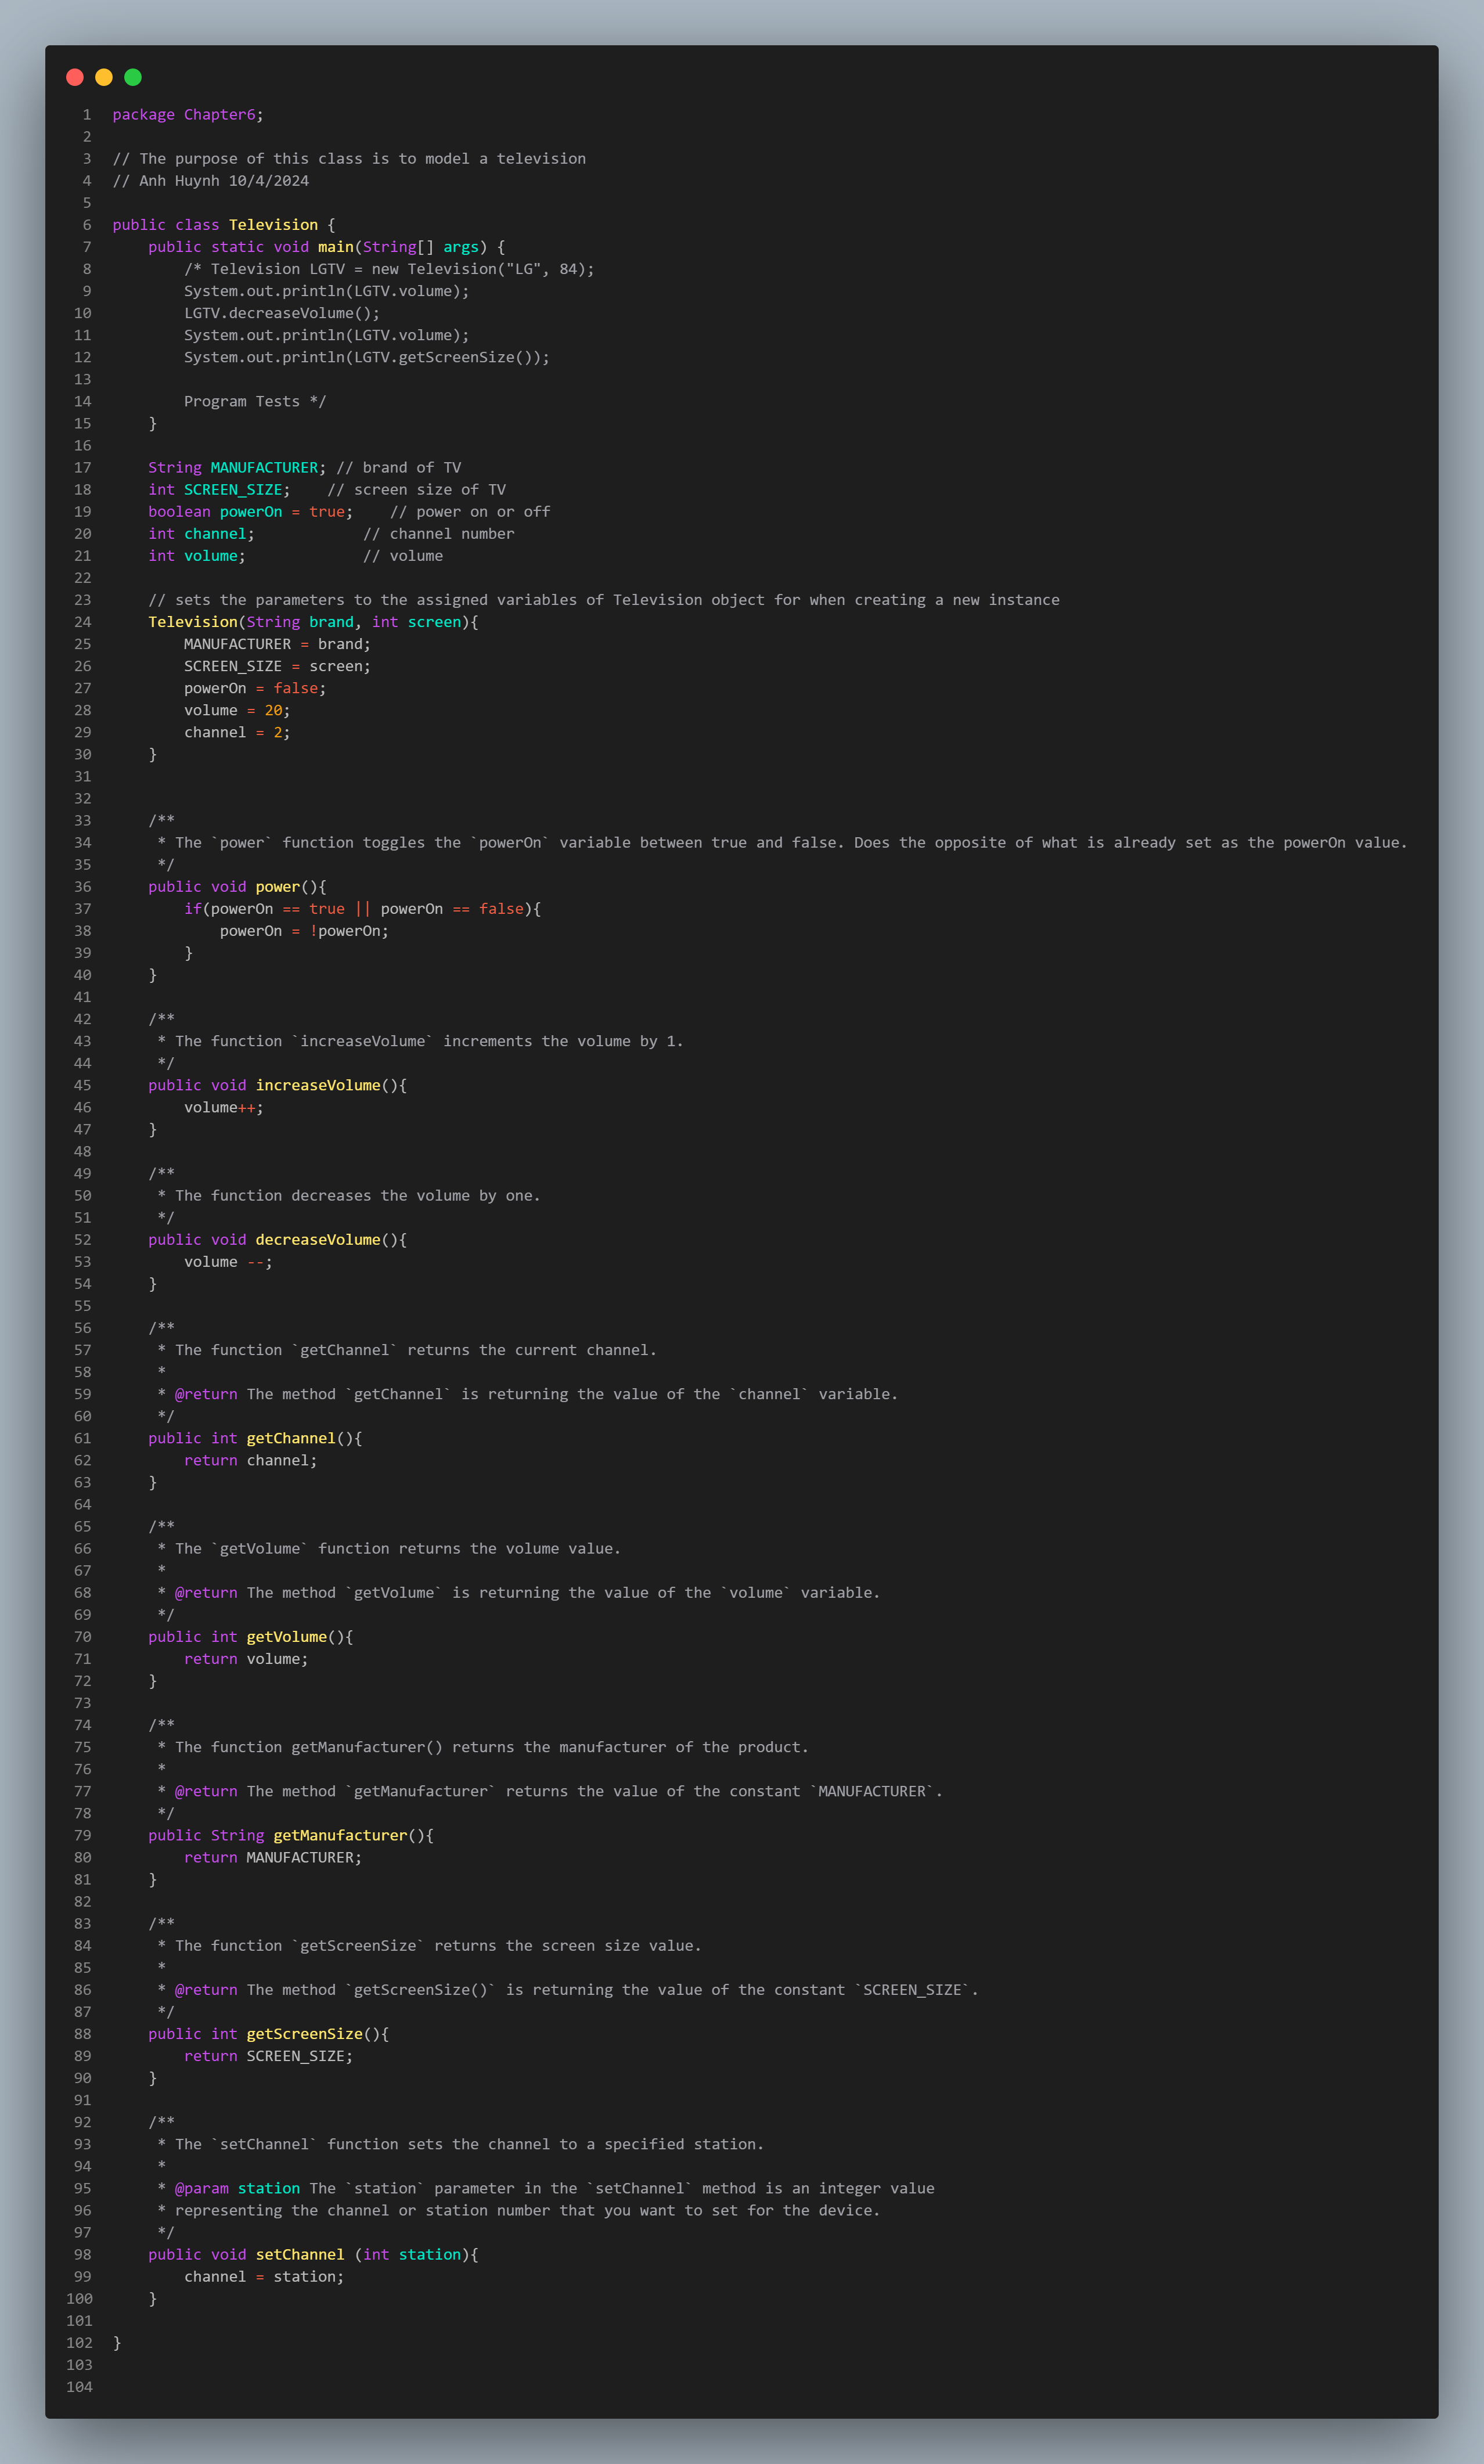 1 package Chapter6;
2
3 // The purpose of this class is to model a television
4 // Anh Huynh 10/4/2024
5
6 public class Television {
7     public static void main(String[] args) {
8         /* Television LGTV = new Television("LG", 84);
9         System.out.println(LGTV.volume);
10         LGTV.decreaseVolume();
11         System.out.println(LGTV.volume);
12         System.out.println(LGTV.getScreenSize());
13
14         Program Tests */
15     }
16
17     String MANUFACTURER; // brand of TV
18     int SCREEN_SIZE;    // screen size of TV
19     boolean powerOn = true;    // power on or off
20     int channel;            // channel number
21     int volume;             // volume
22
23     // sets the parameters to the assigned variables of Television object for when creating a new instance
24     Television(String brand, int screen){
25         MANUFACTURER = brand;
26         SCREEN_SIZE = screen;
27         powerOn = false;
28         volume = 20;
29         channel = 2;
30     }
31
32
33     /**
34      * The `power` function toggles the `powerOn` variable between true and false. Does the opposite of what is already set as the powerOn value.
35      */
36     public void power(){
37         if(powerOn == true || powerOn == false){
38             powerOn = !powerOn;
39         }
40     }
41
42     /**
43      * The function `increaseVolume` increments the volume by 1.
44      */
45     public void increaseVolume(){
46         volume++;
47     }
48
49     /**
50      * The function decreases the volume by one.
51      */
52     public void decreaseVolume(){
53         volume --;
54     }
55
56     /**
57      * The function `getChannel` returns the current channel.
58      *
59      * @return The method `getChannel` is returning the value of the `channel` variable.
60      */
61     public int getChannel(){
62         return channel;
63     }
64
65     /**
66      * The `getVolume` function returns the volume value.
67      *
68      * @return The method `getVolume` is returning the value of the `volume` variable.
69      */
70     public int getVolume(){
71         return volume;
72     }
73
74     /**
75      * The function getManufacturer() returns the manufacturer of the product.
76      *
77      * @return The method `getManufacturer` returns the value of the constant `MANUFACTURER`.
78      */
79     public String getManufacturer(){
80         return MANUFACTURER;
81     }
82
83     /**
84      * The function `getScreenSize` returns the screen size value.
85      *
86      * @return The method `getScreenSize()` is returning the value of the constant `SCREEN_SIZE`.
87      */
88     public int getScreenSize(){
89         return SCREEN_SIZE;
90     }
91
92     /**
93      * The `setChannel` function sets the channel to a specified station.
94      *
95      * @param station The `station` parameter in the `setChannel` method is an integer value
96      * representing the channel or station number that you want to set for the device.
97      */
98     public void setChannel (int station){
99         channel = station;
100     }
101
102 }
103
104